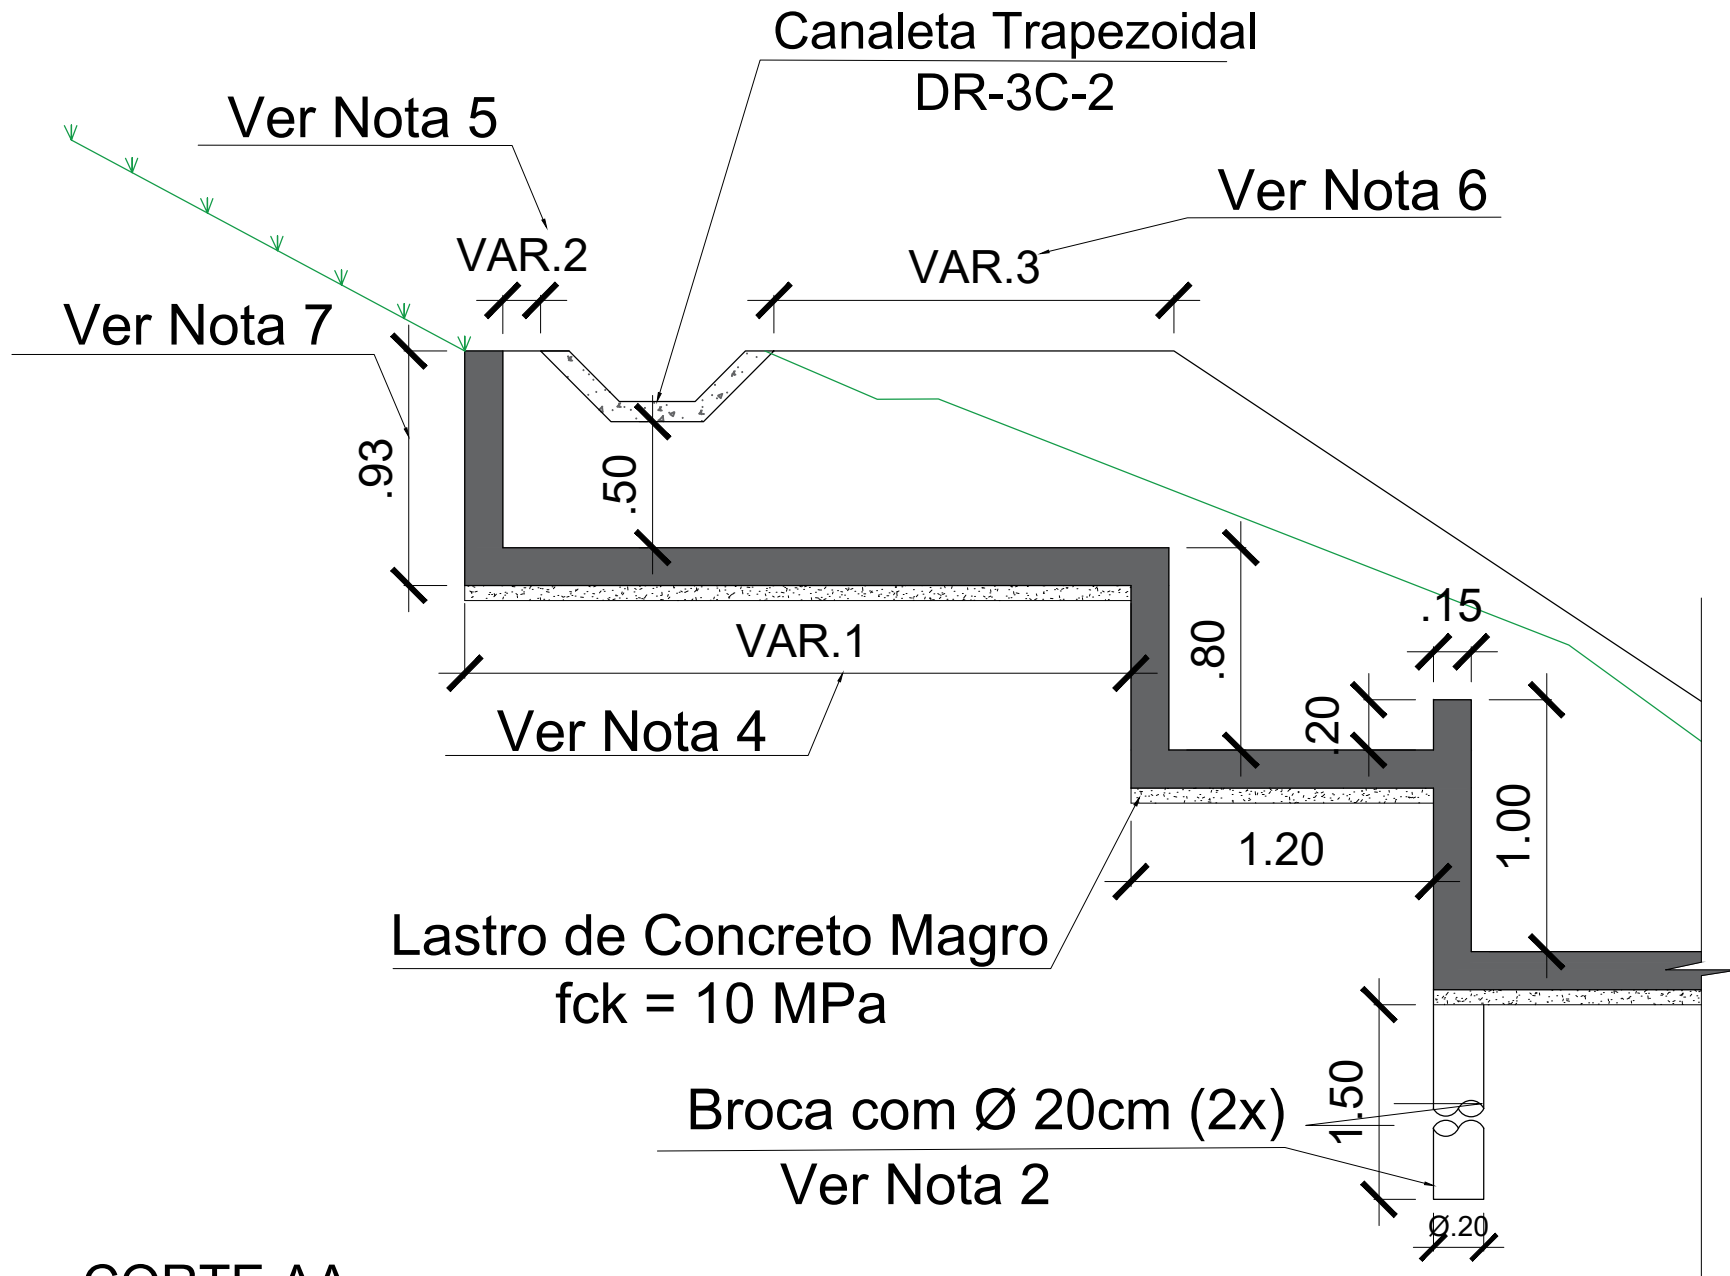 Canaleta Trapezoidal
DR-3C-2
Ver Nota 5
Ver Nota 6
VAR.2
VAR.3
Ver Nota 7
.93
.50
.15
VAR.1
.80
.20
Ver Nota 4
1.00
1.20
Lastro de Concreto Magro
fck = 10 MPa
1.50
Broca com Ø 20cm (2x)
Ver Nota 2
Ø.20
CORTE AA